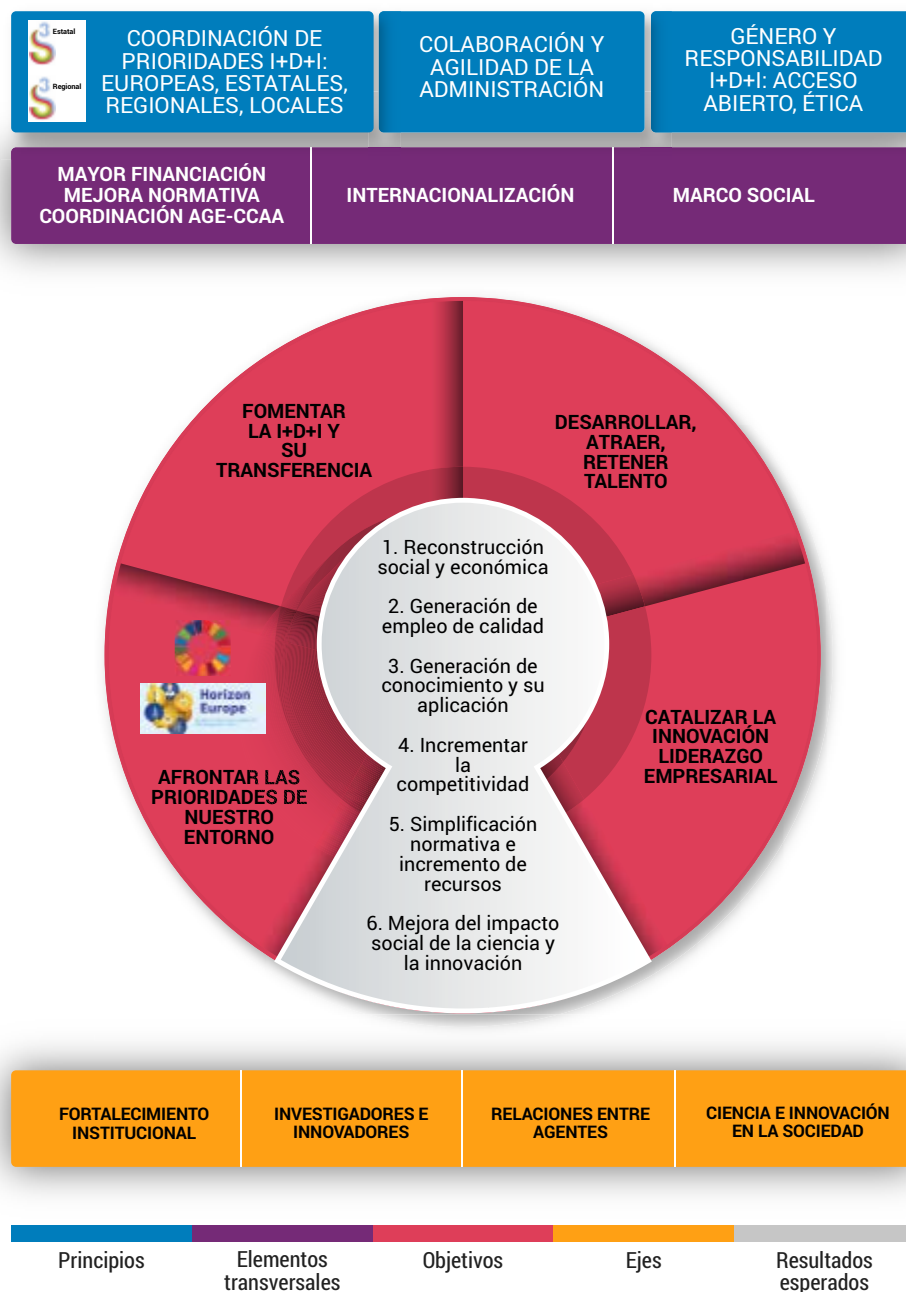 Estatal
Regional
COORDINACIÓN DE
PRIORIDADES I+D+I:
EUROPEAS, ESTATALES,
REGIONALES, LOCALES
COLABORACIÓN Y
AGILIDAD DE LA
ADMINISTRACIÓN
GÉNERO Y
RESPONSABILIDAD
I+D+I: ACCESO
ABIERTO, ÉTICA
MAYOR FINANCIACIÓN
MEJORA NORMATIVA
COORDINACIÓN AGE-CCAA
INTERNACIONALIZACIÓN
MARCO SOCIAL
FOMENTAR
LA I+D+I Y
SU
TRANSFERENCIA
DESARROLLAR,
ATRAER,
RETENER
TALENTO
1. Reconstrucción
social y económica
2. Generación de
empleo de calidad
3. Generación de
conocimiento y su
aplicación
4. Incrementar
la
competitividad
5. Simplificación
normativa e
incremento de
recursos
6. Mejora del impacto
social de la ciencia y
la innovación
Horizon
Europe
AFRONTAR LAS
PRIORIDADES DE
NUESTRO
ENTORNO
CATALIZAR LA
INNOVACIÓN
LIDERAZGO
EMPRESARIAL
FORTALECIMIENTO
INSTITUCIONAL
INVESTIGADORES E
INNOVADORES
RELACIONES ENTRE
AGENTES
CIENCIA E INNOVACIÓN
EN LA SOCIEDAD
Principios
Elementos
transversales
Objetivos
Ejes
Resultados
esperados